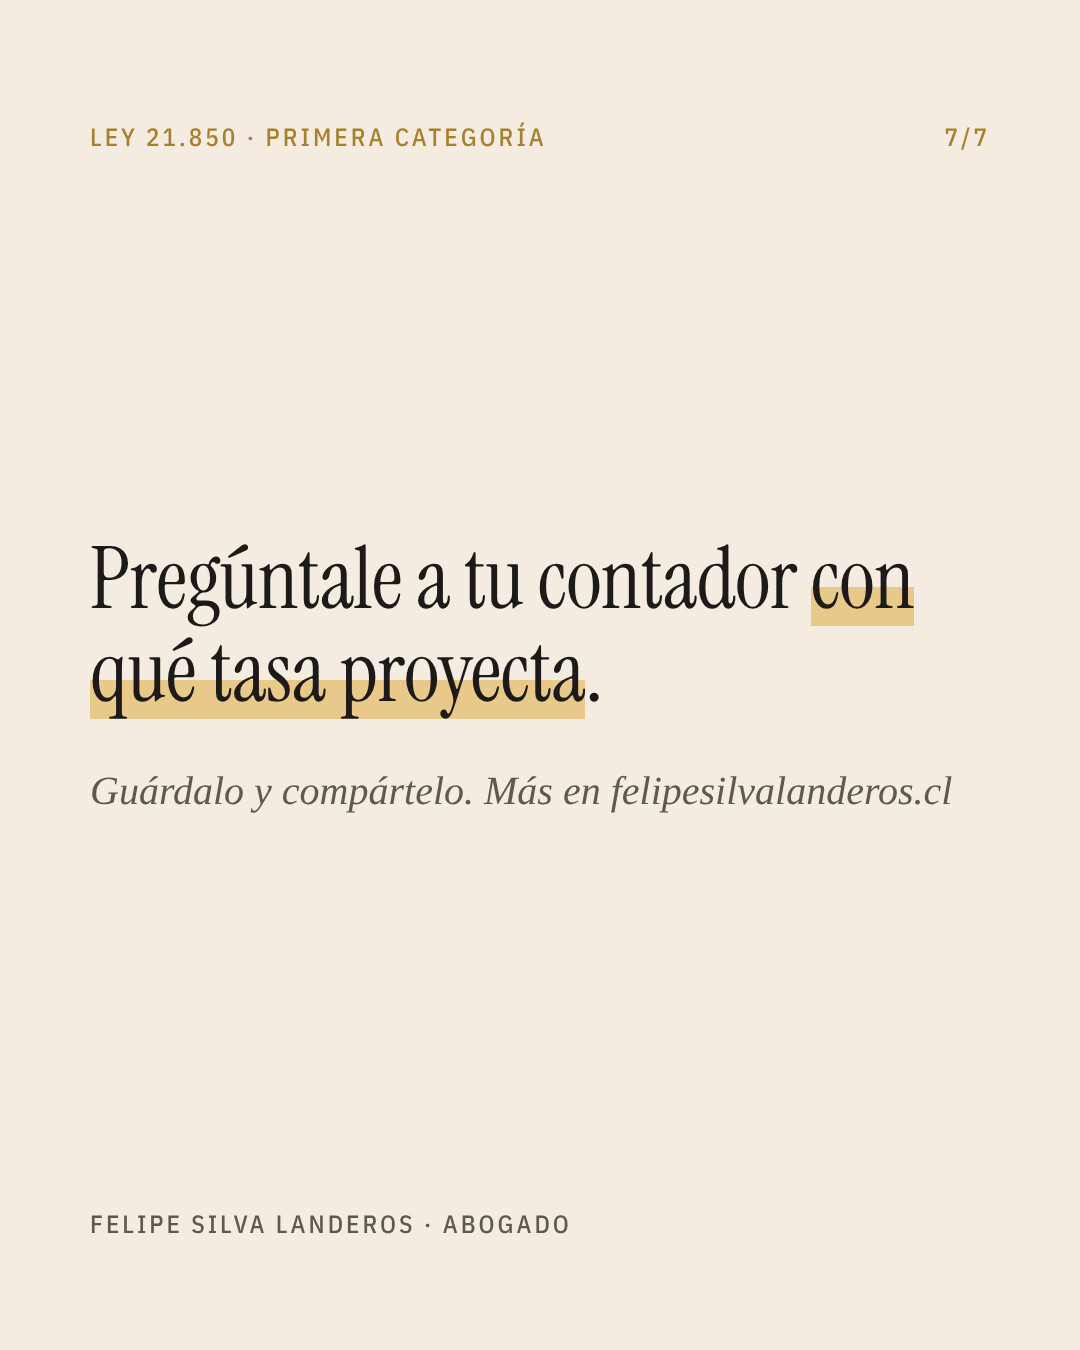 LEY 21.850 · PRIMERA CATEGORÍA
7/7
Pregúntale a tu contador con
qué tasa proyecta.
Guárdalo y compártelo. Más en felipesilvalanderos.cl
FELIPE SILVA LANDEROS · ABOGADO